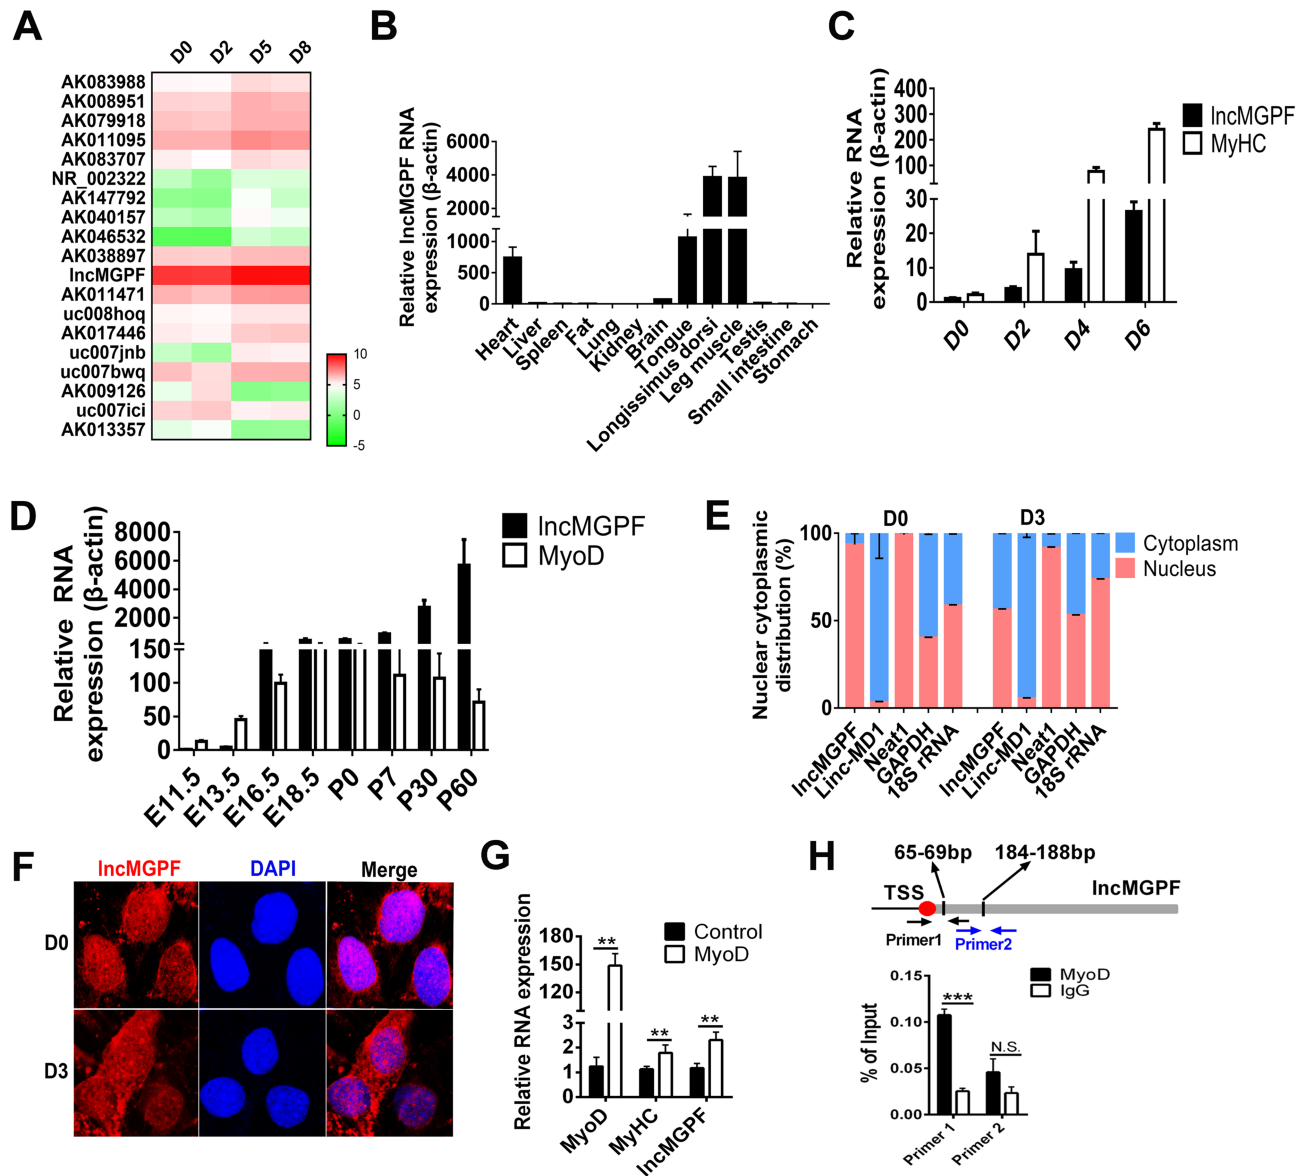 A
D0 D2 D5 D8
AK083988
AK008951
AK079918
AK011095
AK083707
NR_002322
AK147792
AK040157
AK046532
AK038897
lncMGPF
AK011471
uc008hoq
AK017446
uc007jnb
uc007bwq
AK009126
uc007ici
AK013357
10
5
0
-5
B
Relative lncMGPF RNA
expression (β-actin)
6000
4000
2000
1000
500
0
Heart
Liver
Spleen
Fat
Lung
Kidney
Brain
Tongue
Longissimus dorsi
Leg muscle
Testis
Small intestine
Stomach
C
Relative RNA
expression (β-actin)
400
300
200
100
30
20
10
0
D0 D2 D4 D6
lncMGPF
MyHC
D
Relative RNA
expression (β-actin)
8000
6000
4000
2000
150
100
50
0
E11.5
E13.5
E16.5
E18.5
P0
P7
P30
P60
lncMGPF
MyoD
E
Nuclear cytoplasmic
distribution (%)
D0 D3
100
50
0
lncMGPF
Linc-MD1
Neat1
GAPDH
18S rRNA
lncMGPF
Linc-MD1
Neat1
GAPDH
18S rRNA
Cytoplasm
Nucleus
F
lncMGPF DAPI Merge
D0
D3
G
Relative RNA expression
180
150
120
90
3
2
1
0
**
**
**
MyoD
MyHC
lncMGPF
Control
MyoD
H
65-69bp 184-188bp
TSS lncMGPF
Primer1 Primer2
% of Input
0.15
0.10
0.05
0.00
***
N.S.
Primer 1
Primer 2
MyoD
IgG